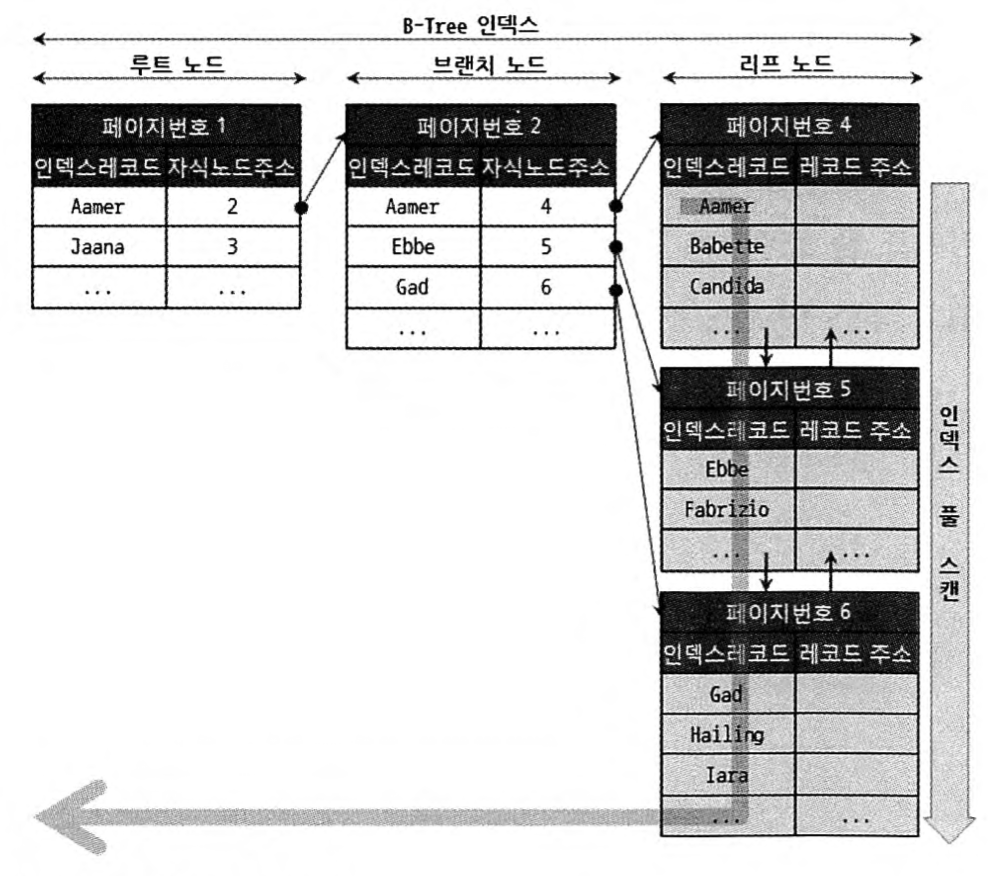 B-Tree 인덱스
루트 노드
브랜치 노드
리프 노드
페이지번호 1
인덱스레코드 자식노드주소
Aamer 2
Jaana 3
... ...
페이지번호 2
인덱스레코드 자식노드주소
Aamer 4
Ebbe 5
Gad 6
... ...
페이지번호 4
인덱스레코드 레코드 주소
Aamer
Babette
Candida
... ...
페이지번호 5
인덱스레코드 레코드 주소
Ebbe
Fabrizio
... ...
페이지번호 6
인덱스레코드 레코드 주소
Gad
Hailing
Iara
... ...
인덱스 풀 스캔